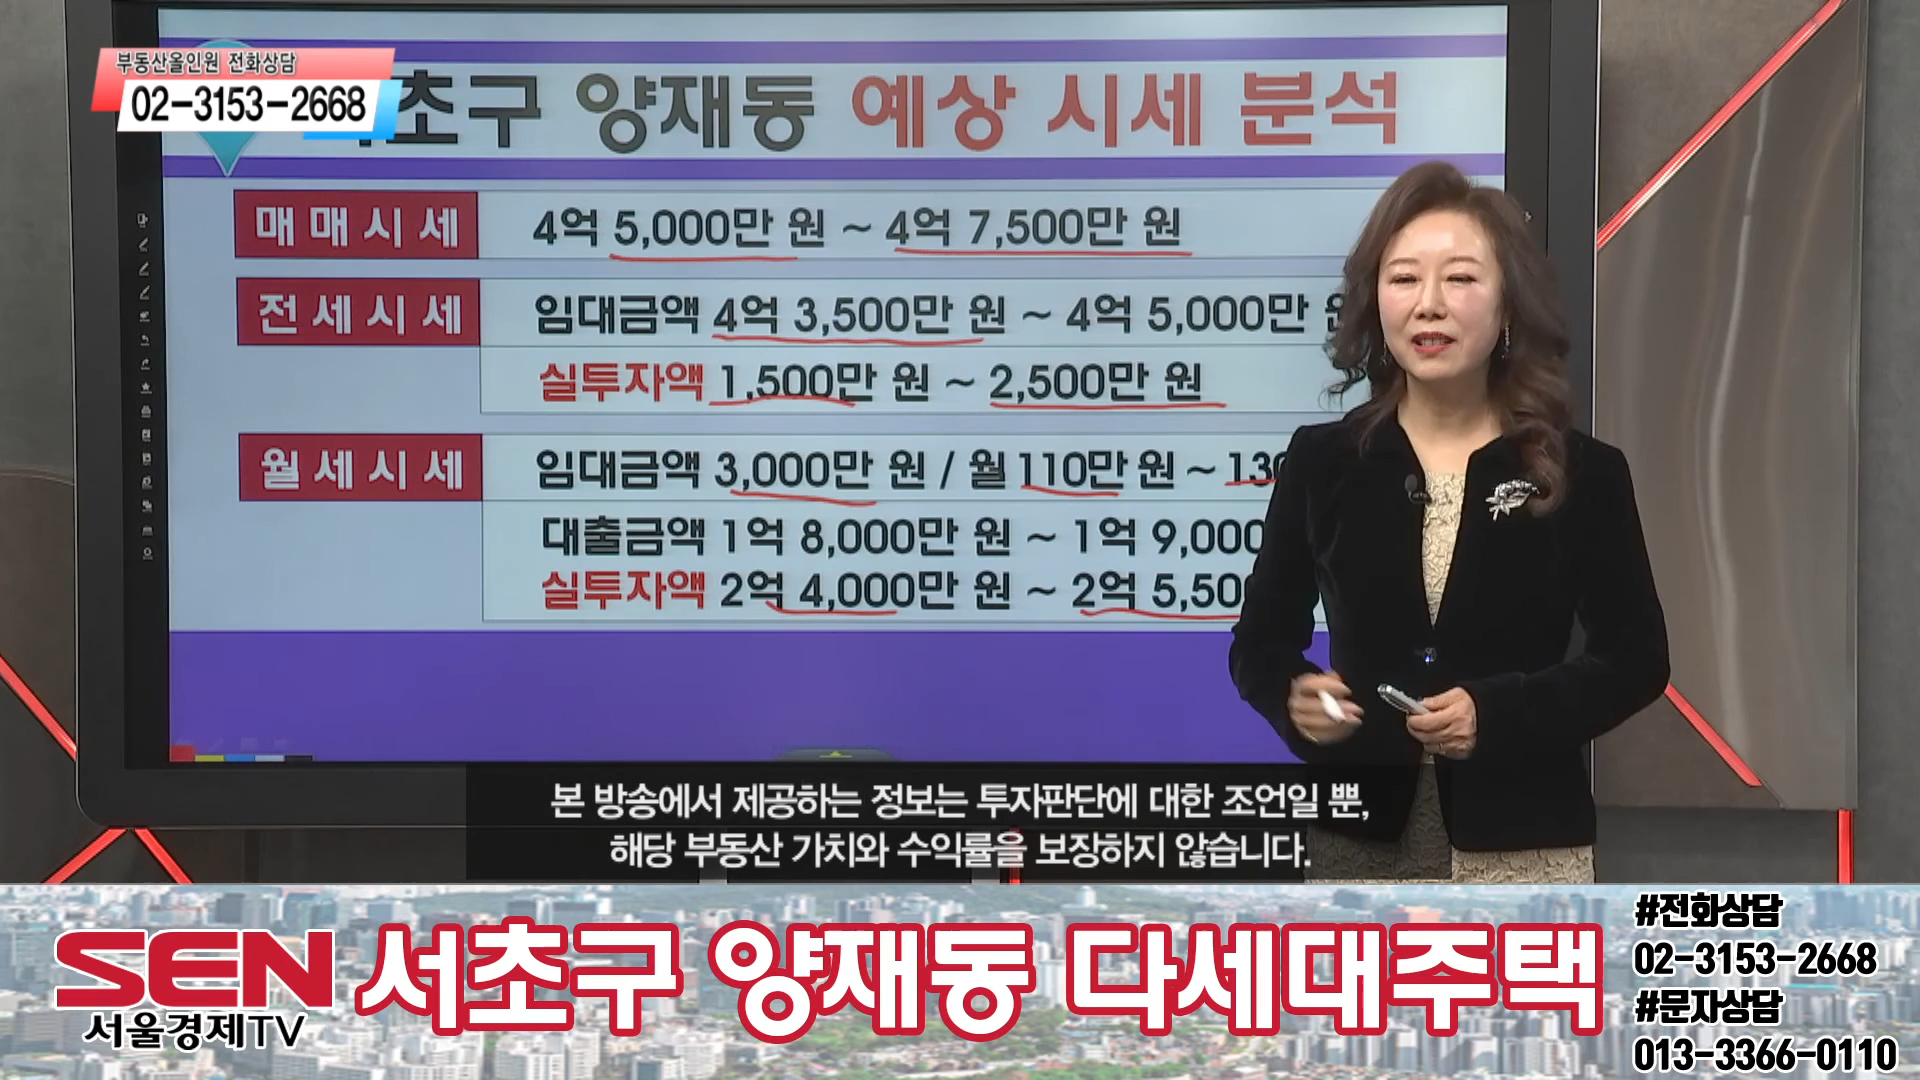 부동산올인원 전화상담
02-3153-2668
초구 양재동 예상 시세 분석
매매시세 4억 5,000만 원 ~ 4억 7,500만 원
전세시세 임대금액 4억 3,500만 원 ~ 4억 5,000만
실투자액 1,500만 원 ~ 2,500만 원
월세시세 임대금액 3,000만 원 / 월 110만 원 ~ 130
대출금액 1억 8,000만 원 ~ 1억 9,000
실투자액 2억 4,000만 원 ~ 2억 5,50
본 방송에서 제공하는 정보는 투자판단에 대한 조언일 뿐,
해당 부동산 가치와 수익률을 보장하지 않습니다.
SEN
서울경제TV
서초구 양재동 다세대주택
#전화상담
02-3153-2668
#문자상담
013-3366-0110